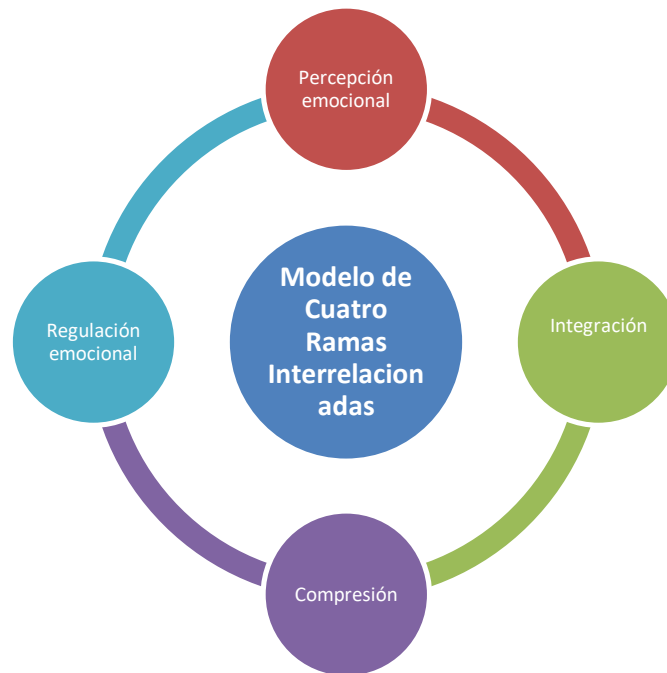 Percepción
emocional
Integración
Compresión
Regulación
emocional
Modelo de
Cuatro
Ramas
Interrelacion
adas